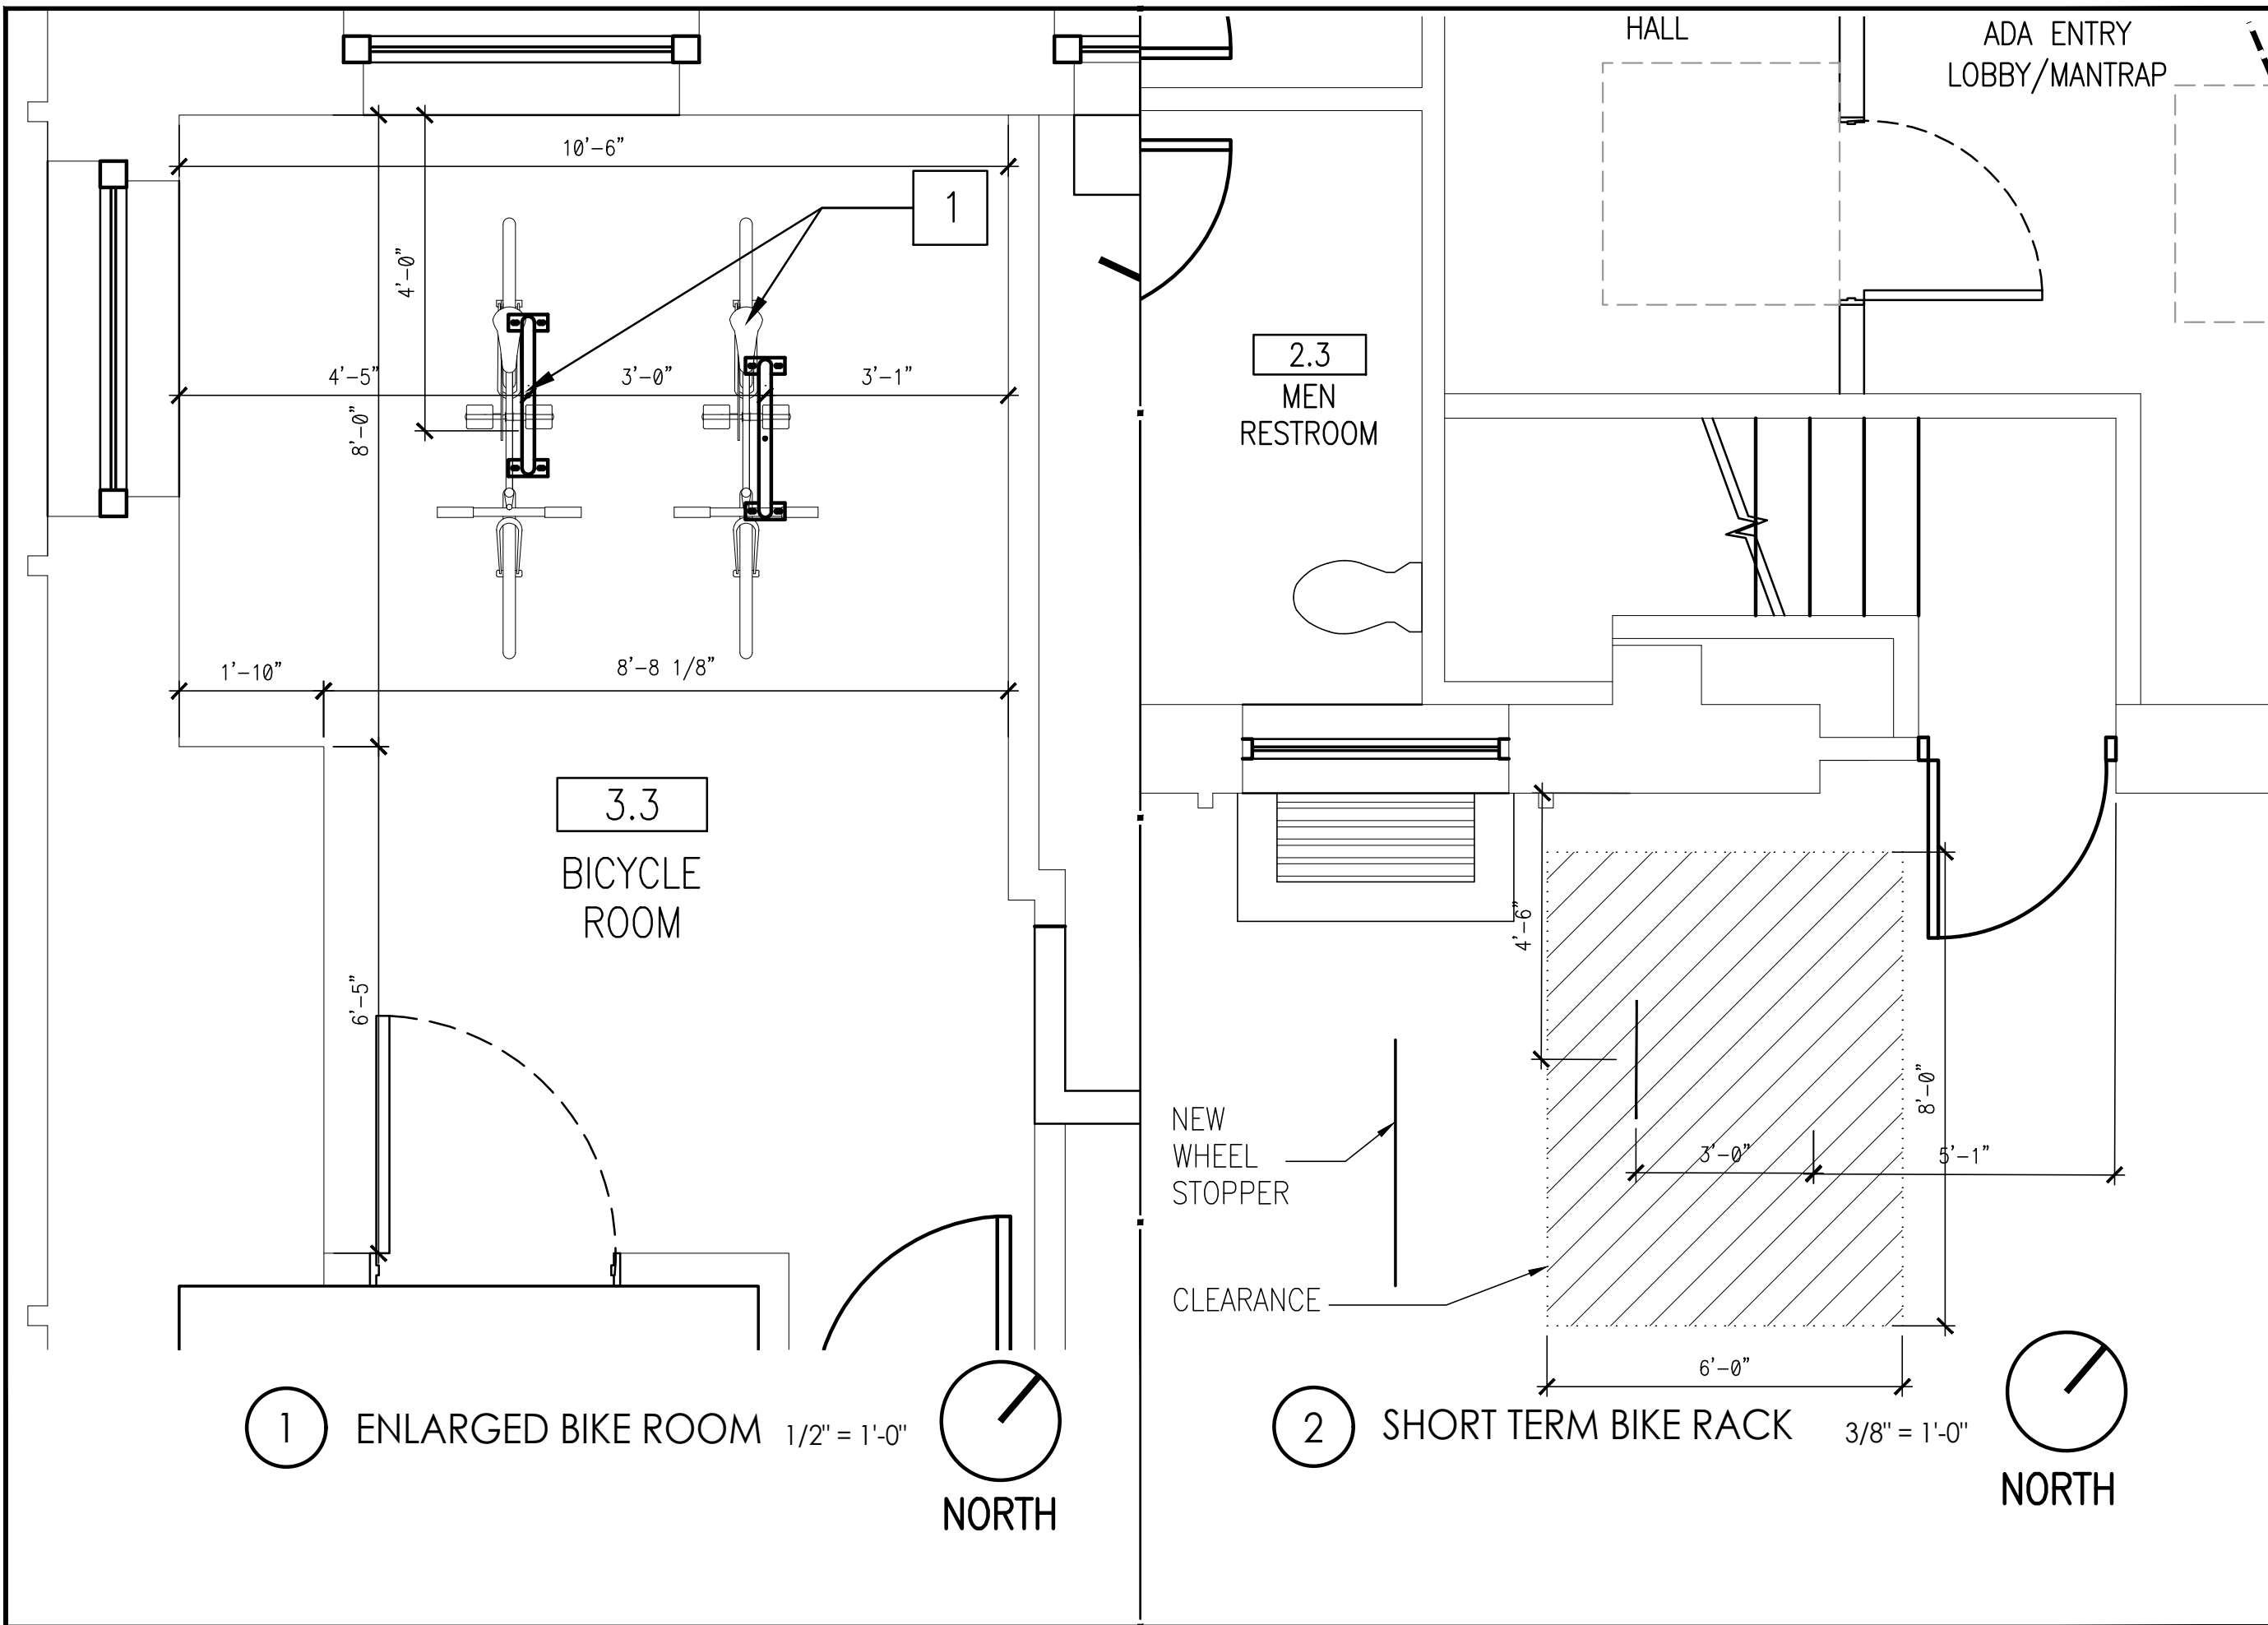 10'-6"
1
4'-0"
4'-5"
3'-0"
3'-1"
8'-0"
1'-10"
8'-8 1/8"
3.3
BICYCLE
ROOM
6'-5"
1
ENLARGED BIKE ROOM 1/2" = 1'-0"
NORTH
HALL
ADA ENTRY
LOBBY/MANTRAP
2.3
MEN
RESTROOM
4'-6"
8'-0"
NEW
WHEEL
STOPPER
3'-0"
5'-1"
CLEARANCE
6'-0"
2
SHORT TERM BIKE RACK 3/8" = 1'-0"
NORTH